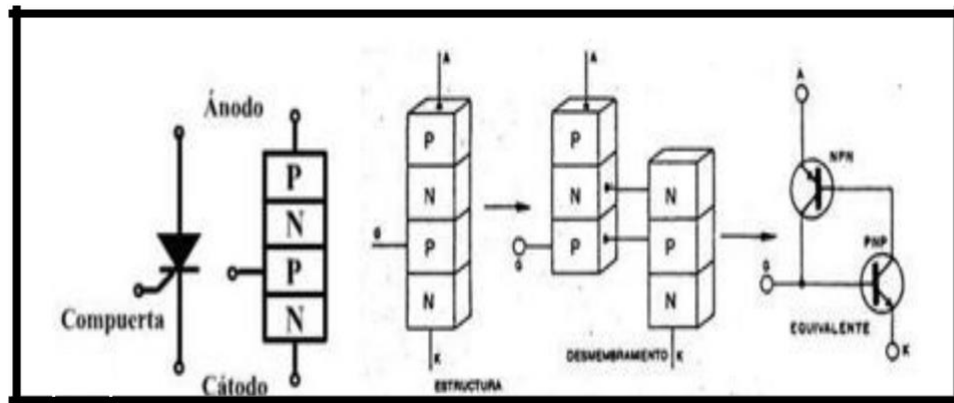 Ánodo
Compuerta
Cátodo
P
N
P
N
A
P
N
G
P
N
K
ESTRUCTURA
A
P
N
G
P
N
P
N
DESMEMBRAMIENTO
K
A
NPN
PNP
G
EQUIVALENTE
K